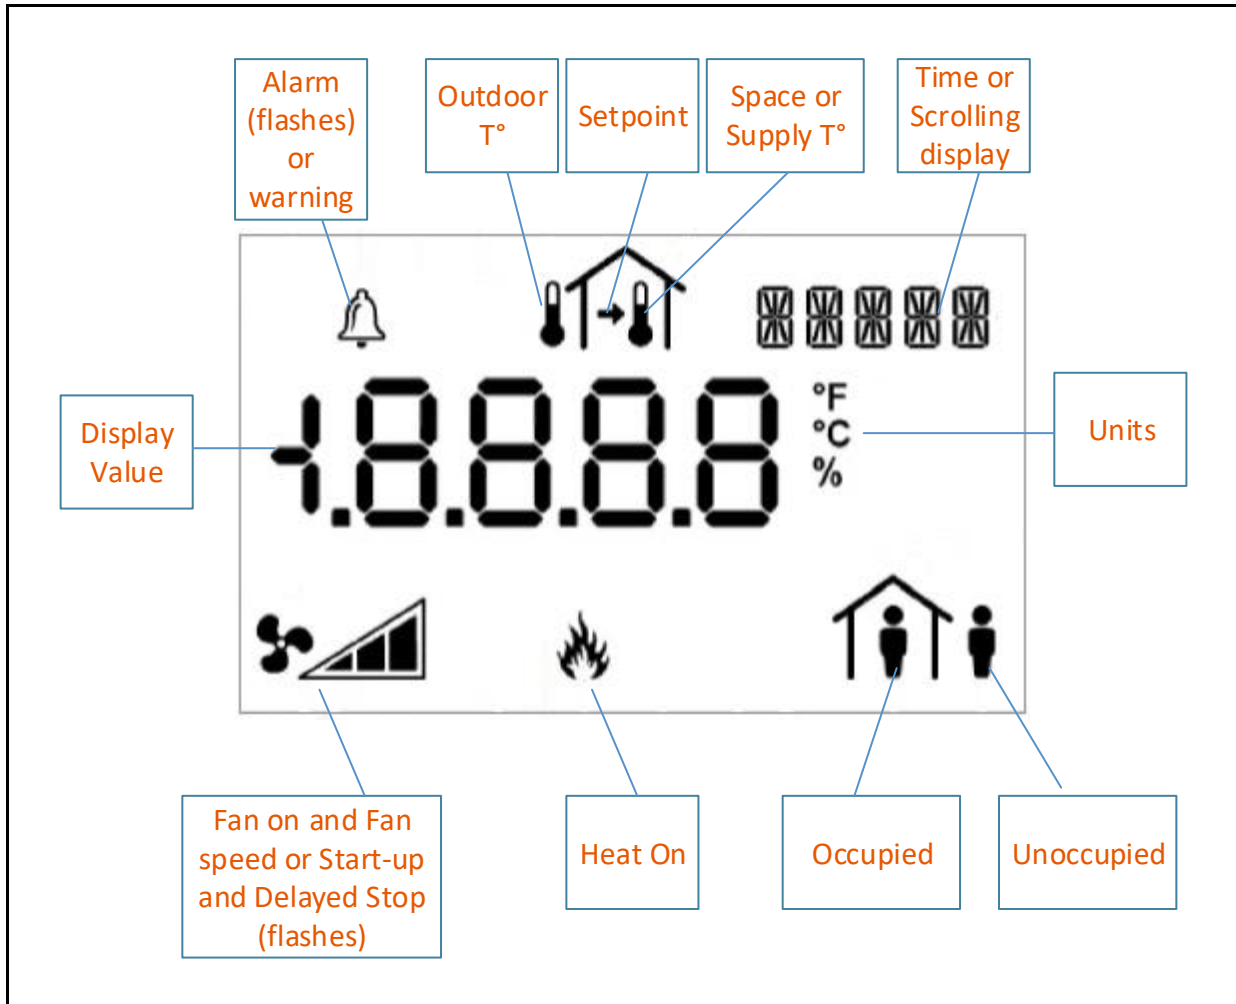 Alarm
(flashes)
or
warning
Outdoor
T°
Setpoint
Space or
Supply T°
Time or
Scrolling
display
Display
Value
-1.8.8.8.8
°F
°C
%
Units
Fan on and Fan
speed or Start-up
and Delayed Stop
(flashes)
Heat On
Occupied
Unoccupied